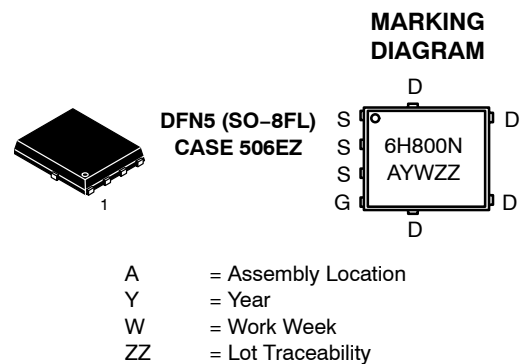 MARKING
DIAGRAM
DFN5 (SO−8FL)
CASE 506EZ
1
D
S D
S 6H800N
S AYWZZ
G D
D
A = Assembly Location
Y = Year
W = Work Week
ZZ = Lot Traceability